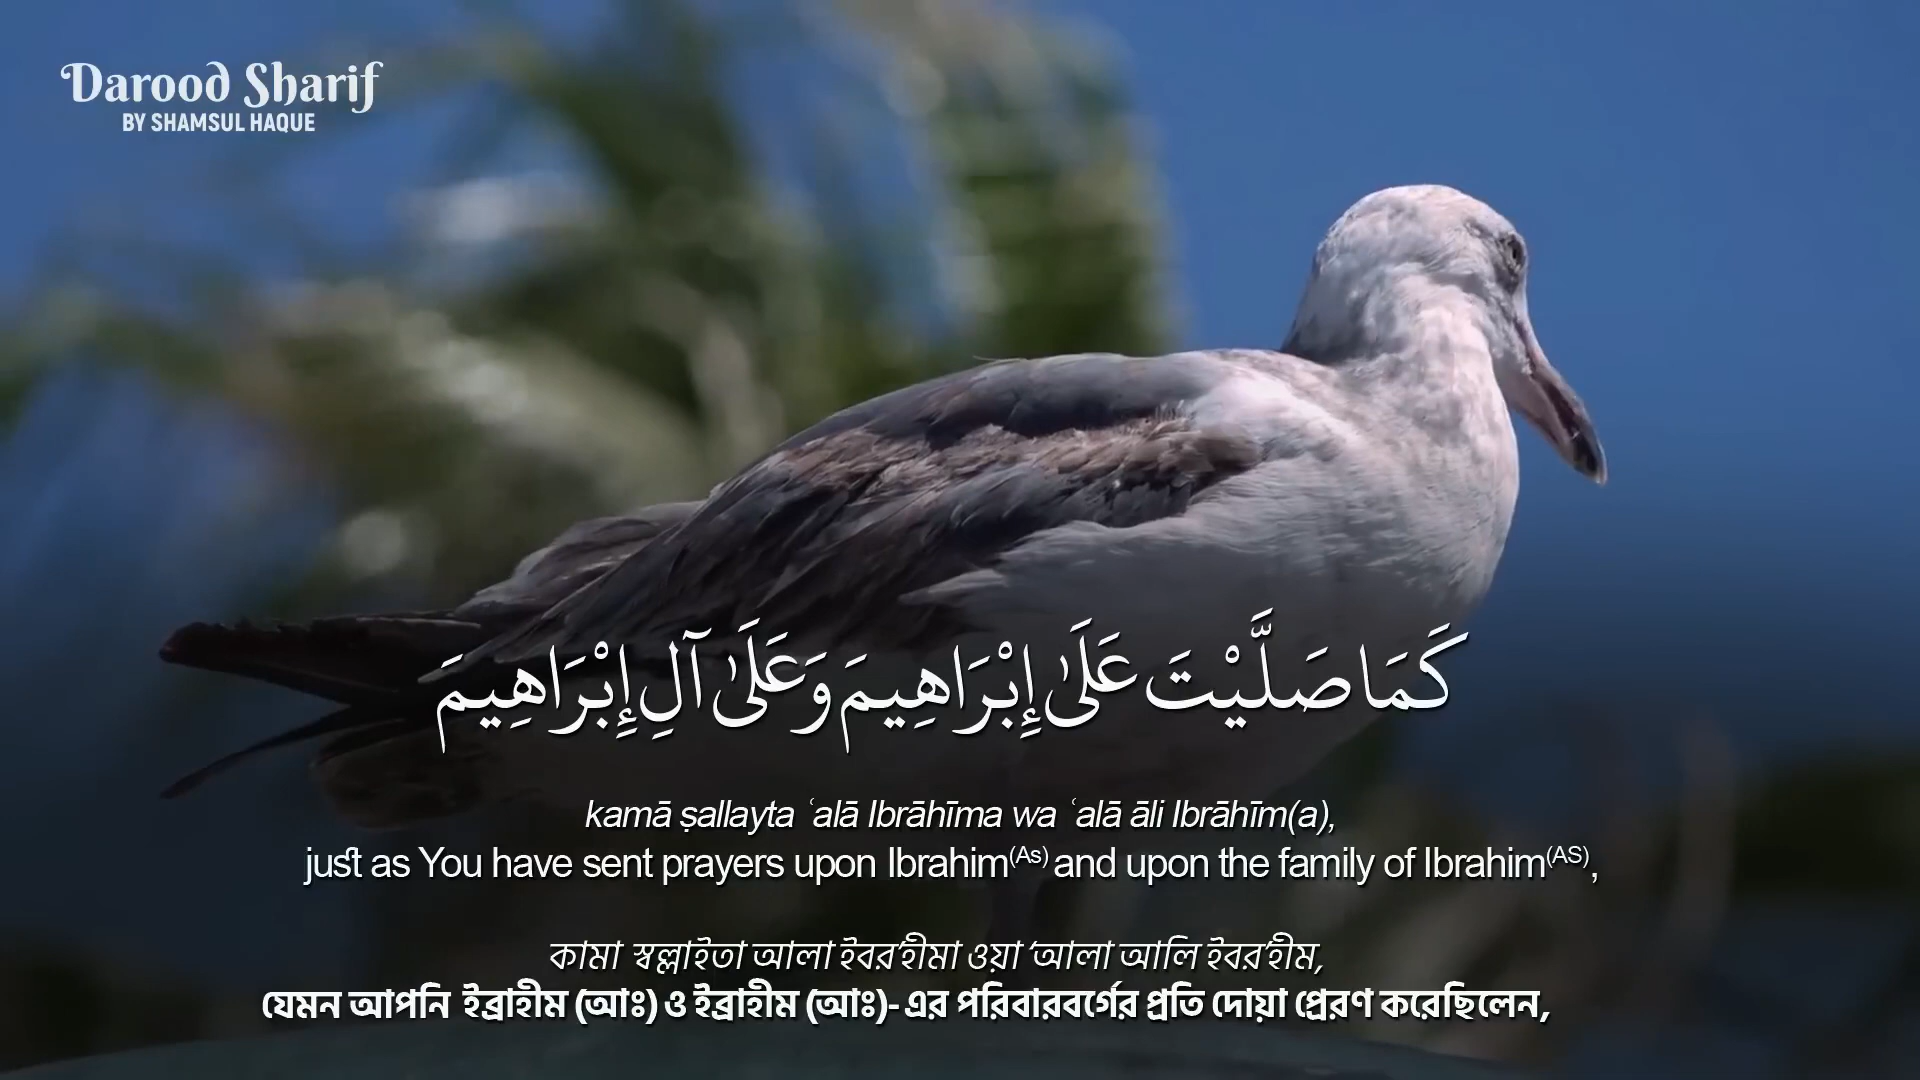 Darood Sharif
BY SHAMSUL HAQUE
كَمَا صَلَّيْتَ عَلَىٰ إِبْرَاهِيمَ وَعَلَىٰ آلِ إِبْرَاهِيمَ
kamā ṣallayta ʿalā Ibrāhīma wa ʿalā āli Ibrāhīm(a),
just as You have sent prayers upon Ibrahim(As) and upon the family of Ibrahim(AS),
কামা স্বল্লাইতা আলা ইবর'হীমা ওয়া ‘আলা আলি ইবর'হীম,
যেমন আপনি ইব্রাহীম (আঃ) ও ইব্রাহীম (আঃ)- এর পরিবারবর্গের প্রতি দোয়া প্রেরণ করেছিলেন,